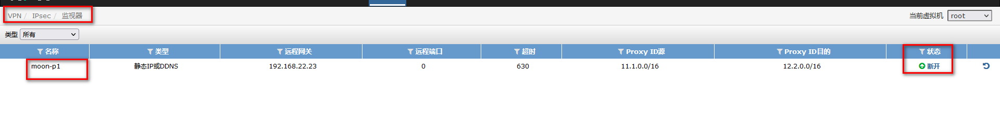 VPN / IPsec / 监视器
当前虚拟机 root
类型 所有
名称 类型 远程网关 远程端口 超时 Proxy ID源 Proxy ID目的 状态
moon-p1 静态IP或DDNS 192.168.22.23 0 630 11.1.0.0/16 12.2.0.0/16 断开